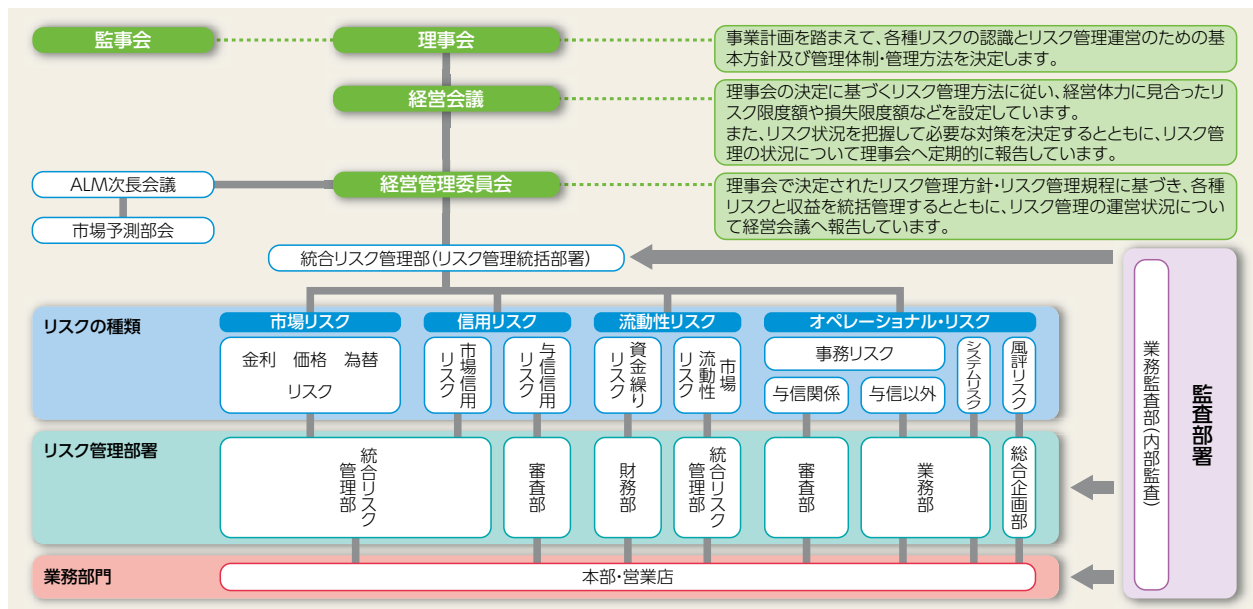 監事会
理事会
事業計画を踏まえて、各種リスクの認識とリスク管理運営のための基
本方針及び管理体制・管理方法を決定します。
経営会議
理事会の決定に基づくリスク管理方法に従い、経営体力に見合ったリ
スク限度額や損失限度額などを設定しています。
また、リスク状況を把握して必要な対策を決定するとともに、リスク管
理の状況について理事会へ定期的に報告しています。
ALM次長会議
経営管理委員会
理事会で決定されたリスク管理方針・リスク管理規程に基づき、各種
リスクと収益を統括管理するとともに、リスク管理の運営状況につい
て経営会議へ報告しています。
市場予測部会
統合リスク管理部(リスク管理統括部署)
リスクの種類
市場リスク
信用リスク
流動性リスク
オペレーショナル・リスク
金利 価格 為替
リスク
市場信用
リスク
与信信用
リスク
資金繰り
リスク
市場
流動性
リスク
事務リスク
与信関係
与信以外
システムリスク
風評リスク
リスク管理部署
統合リスク
管理部
審査部
財務部
統合リスク
管理部
審査部
業務部
総合企画部
業務部門
本部・営業店
業務監査部(内部監査)
監査部署